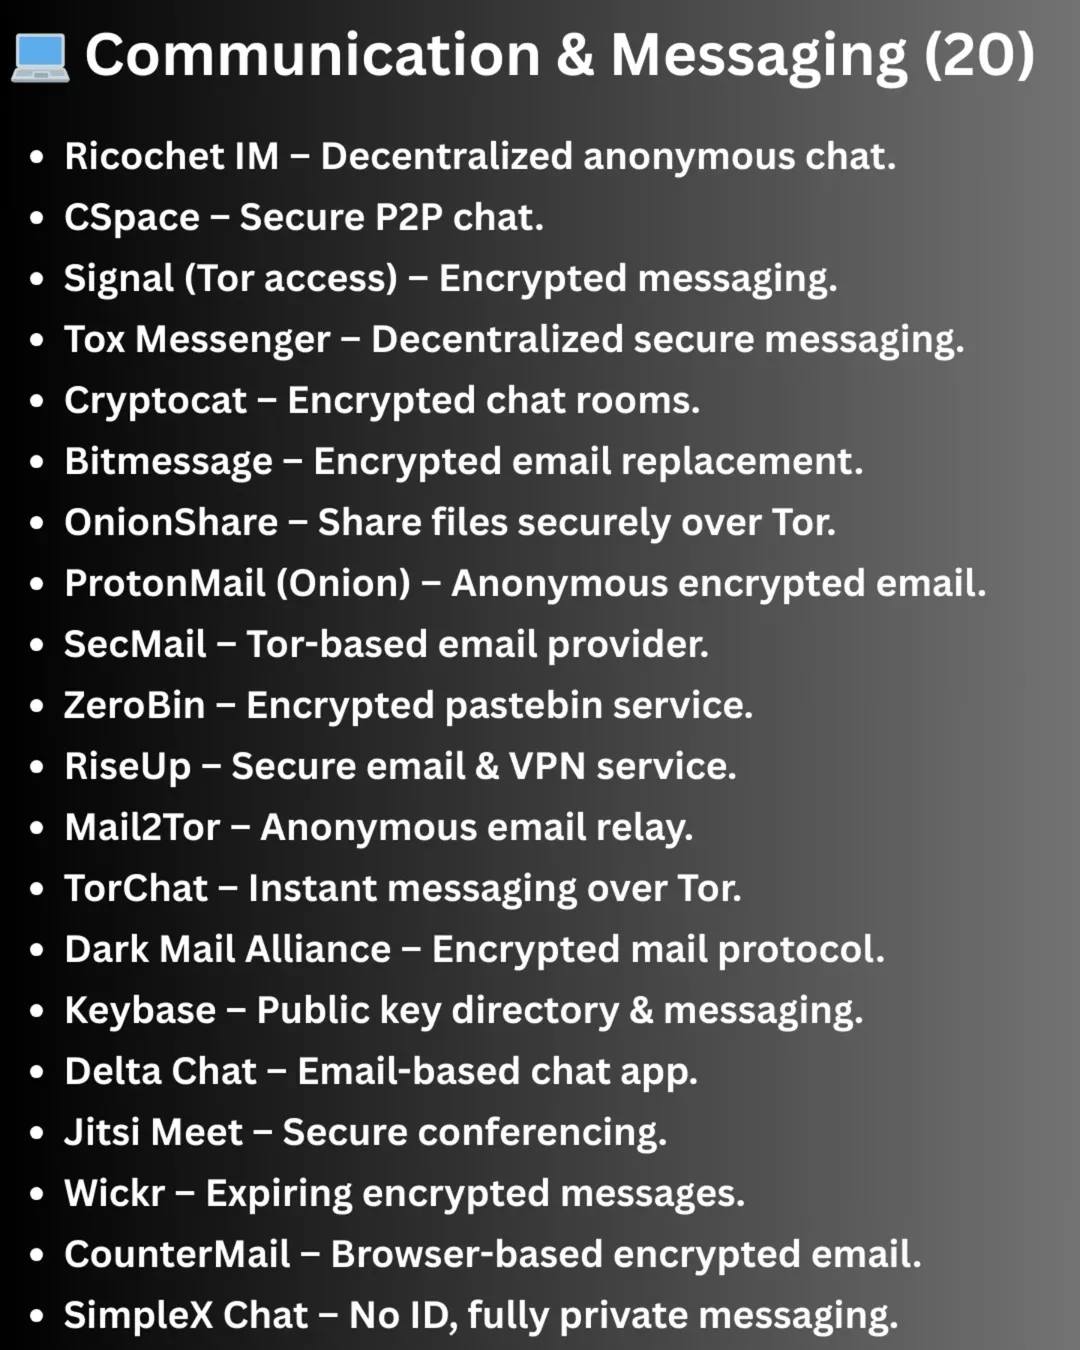 💻 Communication & Messaging (20)
• Ricochet IM – Decentralized anonymous chat.
• CSpace – Secure P2P chat.
• Signal (Tor access) – Encrypted messaging.
• Tox Messenger – Decentralized secure messaging.
• Cryptocat – Encrypted chat rooms.
• Bitmessage – Encrypted email replacement.
• OnionShare – Share files securely over Tor.
• ProtonMail (Onion) – Anonymous encrypted email.
• SecMail – Tor-based email provider.
• ZeroBin – Encrypted pastebin service.
• RiseUp – Secure email & VPN service.
• Mail2Tor – Anonymous email relay.
• TorChat – Instant messaging over Tor.
• Dark Mail Alliance – Encrypted mail protocol.
• Keybase – Public key directory & messaging.
• Delta Chat – Email-based chat app.
• Jitsi Meet – Secure conferencing.
• Wickr – Expiring encrypted messages.
• CounterMail – Browser-based encrypted email.
• SimpleX Chat – No ID, fully private messaging.